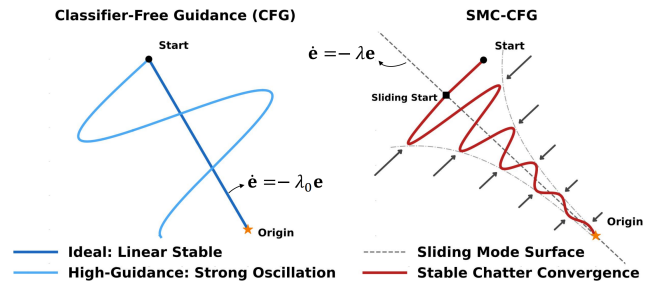 Classifier-Free Guidance (CFG)
Start
ė =− λ₀e
Origin
Ideal: Linear Stable
High-Guidance: Strong Oscillation
SMC-CFG
ė =− λe
Start
Sliding Start
Origin
Sliding Mode Surface
Stable Chatter Convergence